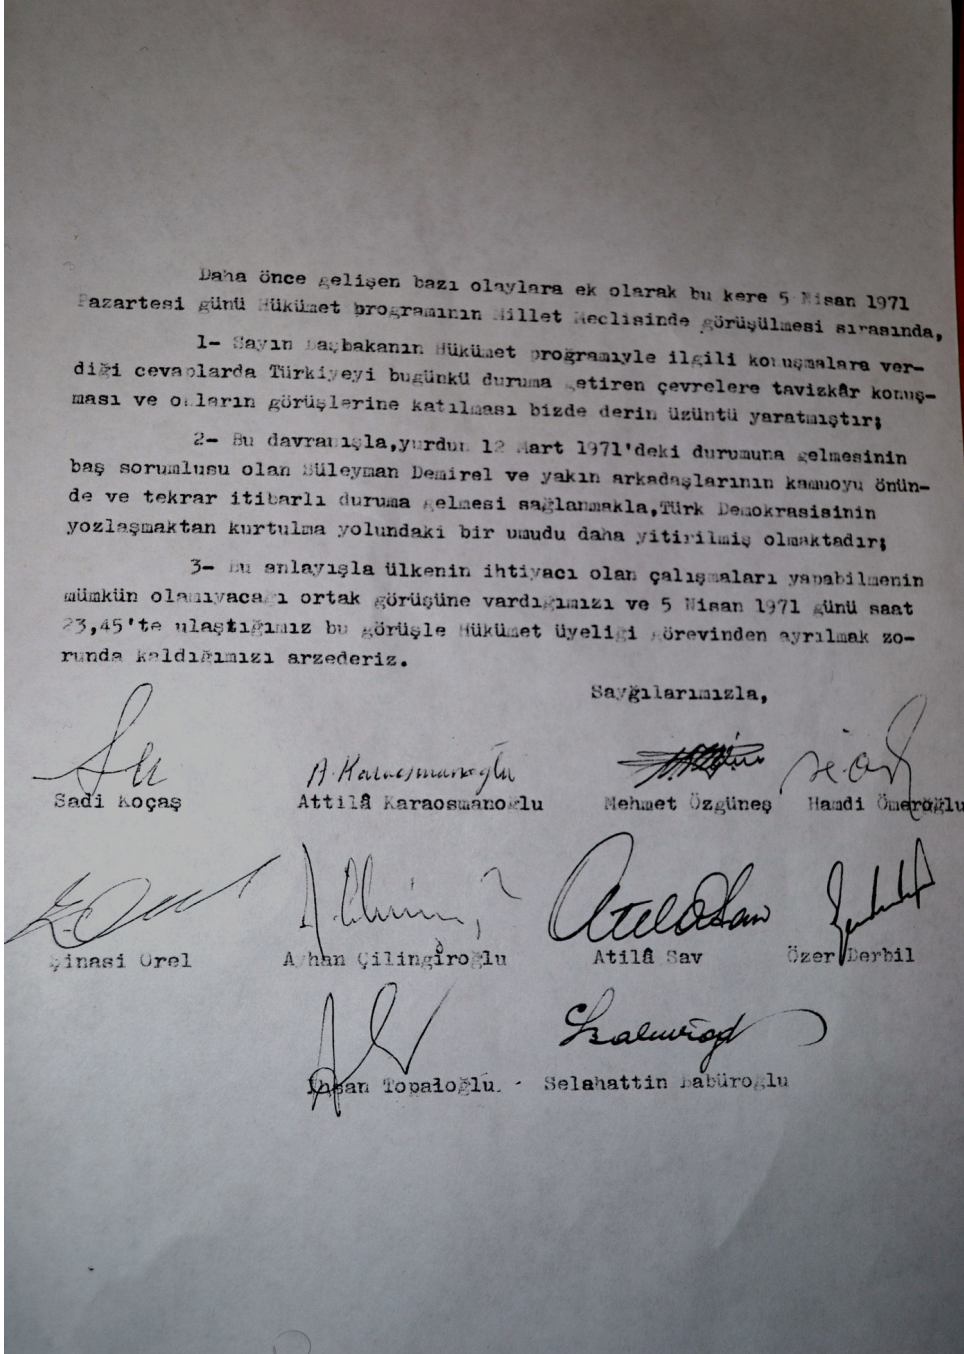 Daha önce gelişen bazı olaylara ek olarak bu kere 5 Nisan 1971
Pazartesi günü Hükümet programının Millet Meclisinde görüşülmesi sırasında,
1- Sayın Başbakanın Hükümet programıyle ilgili konuşmalara ver-
diği cevaplarda Türkiyeyi bugünkü duruma getiren çevrelere tavizkâr konuş-
ması ve onların görüşlerine katılması bizde derin üzüntü yaratmıştır;
2- Bu davranışla,yurdun 12 Mart 1971'deki durumuna gelmesinin
baş sorumlusu olan Süleyman Demirel ve yakın arkadaşlarının kamuoyu önün-
de ve tekrar itibarlı duruma gelmesi sağlanmakla,Türk Demokrasisinin
yozlaşmaktan kurtulma yolundaki bir umudu daha yitirilmiş olmaktadır;
3- Bu anlayışla ülkenin ihtiyacı olan çalışmaları yapabilmenin
mümkün olamıyacağı ortak görüşüne vardığımızı ve 5 Nisan 1971 günü saat
23,45'te ulaştığımız bu görüşle Hükümet üyeliği görevinden ayrılmak zo-
runda kaldığımızı arzederiz.
Saygılarımızla,
A. Karaosmanoğlu
Sadi Koçaş Attilâ Karaosmanoğlu Mehmet Özgüneş Hamdi Ömeroğlu
Şinasi Orel Ayhan Çilingiroğlu Atilâ Sav Özer Derbil
İhsan Topaloğlu Selahattin Babüroğlu